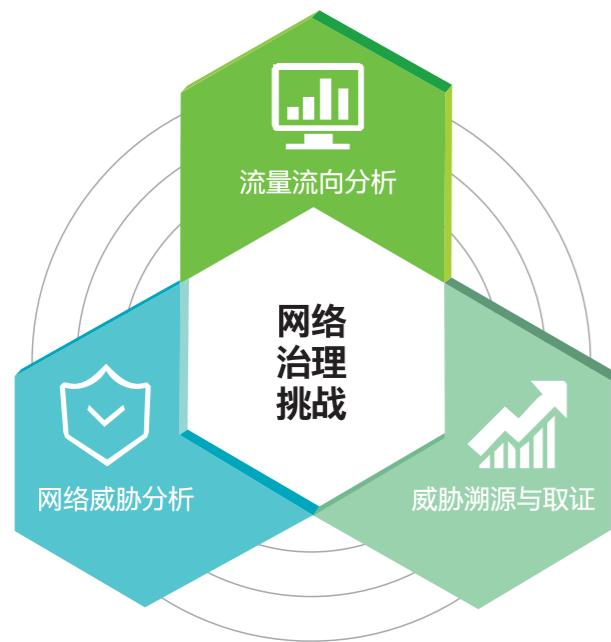 流量流向分析
网络
治理
挑战
网络威胁分析
威胁溯源与取证